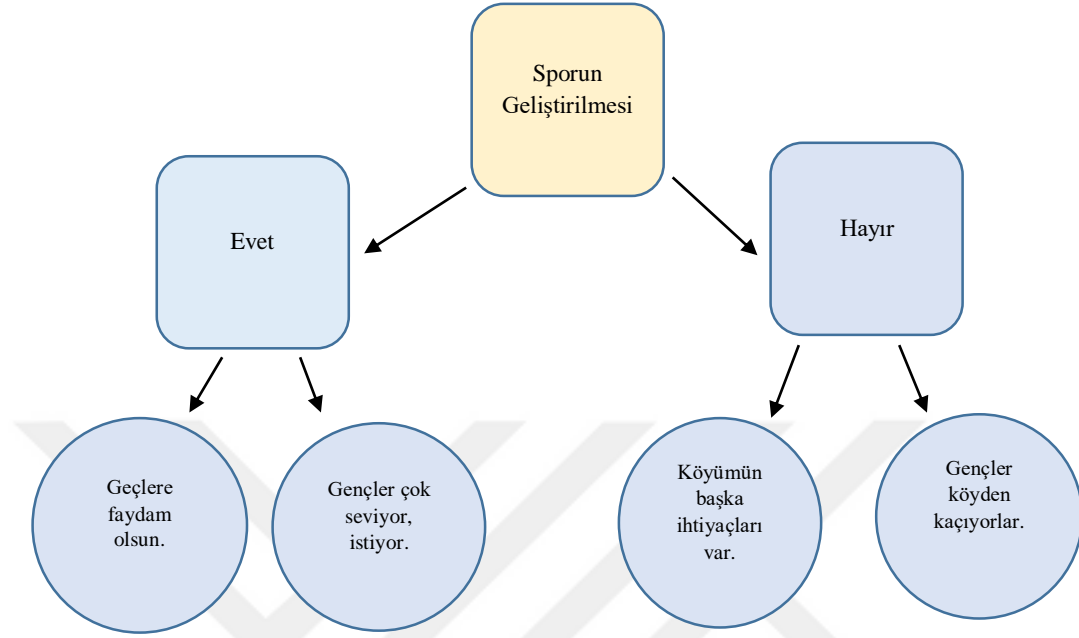 Sporun
Geliştirilmesi
Evet
Hayır
Geçlere
faydam
olsun.
Gençler çok
seviyor,
istiyor.
Köyümün
başka
ihtiyaçları
var.
Gençler
köyden
kaçıyorlar.